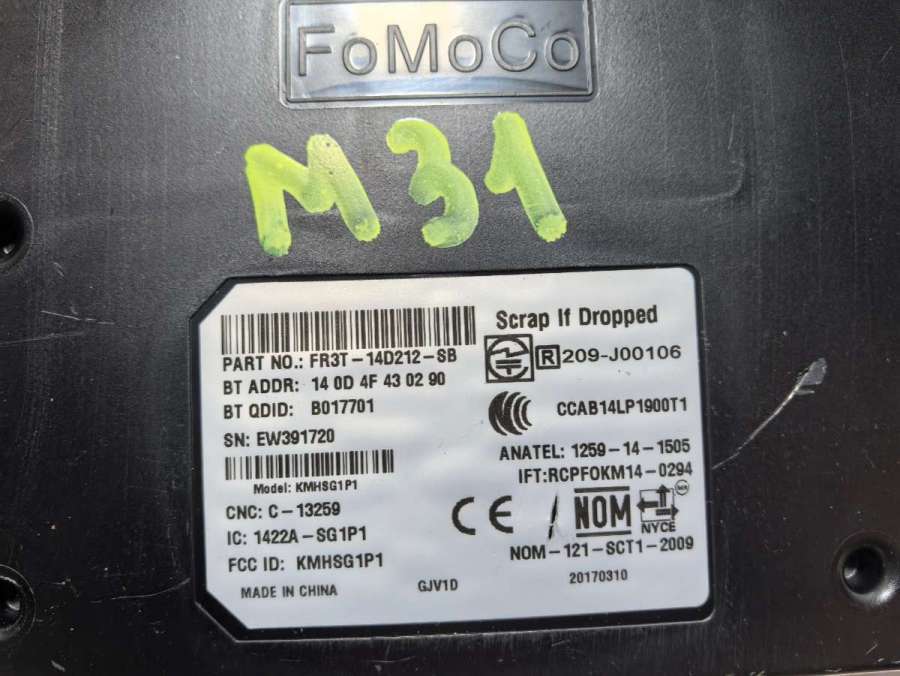 FoMoCo
M31
PART NO.: FR3T-14D212-SB
BT ADDR: 14 0D 4F 43 02 90
BT QDID: B017701
SN: EW391720
Model: KMHSG1P1
CNC: C-13259
IC: 1422A-SG1P1
FCC ID: KMHSG1P1
MADE IN CHINA
GJV1D
Scrap If Dropped
R 209-J00106
CCAB14LP1900T1
ANATEL: 1259-14-1505
IFT:RCPFOKM14-0294
CE
NOM
NYCE
NOM-121-SCT1-2009
20170310